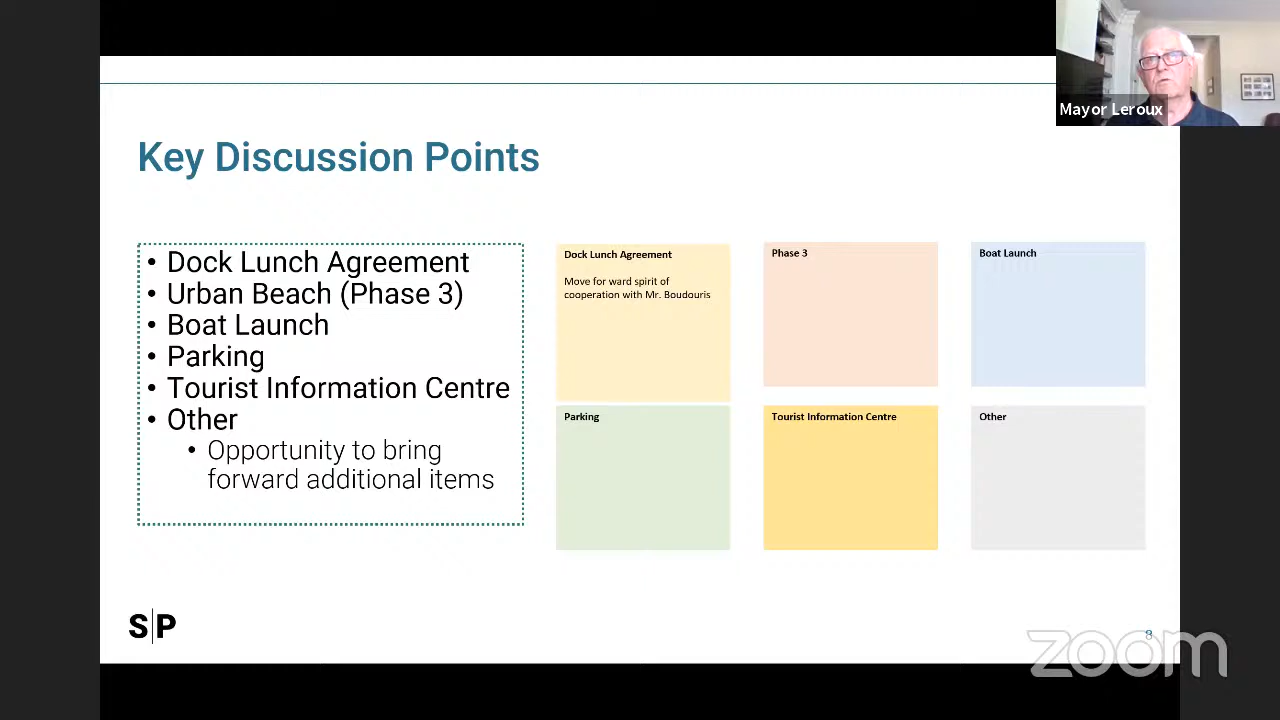 Mayor Leroux
Key Discussion Points
• Dock Lunch Agreement
• Urban Beach (Phase 3)
• Boat Launch
• Parking
• Tourist Information Centre
• Other
• Opportunity to bring
forward additional items
Dock Lunch Agreement
Move for ward spirit of
cooperation with Mr. Boudouris
Phase 3
Boat Launch
Parking
Tourist Information Centre
Other
S|P
8
zoom